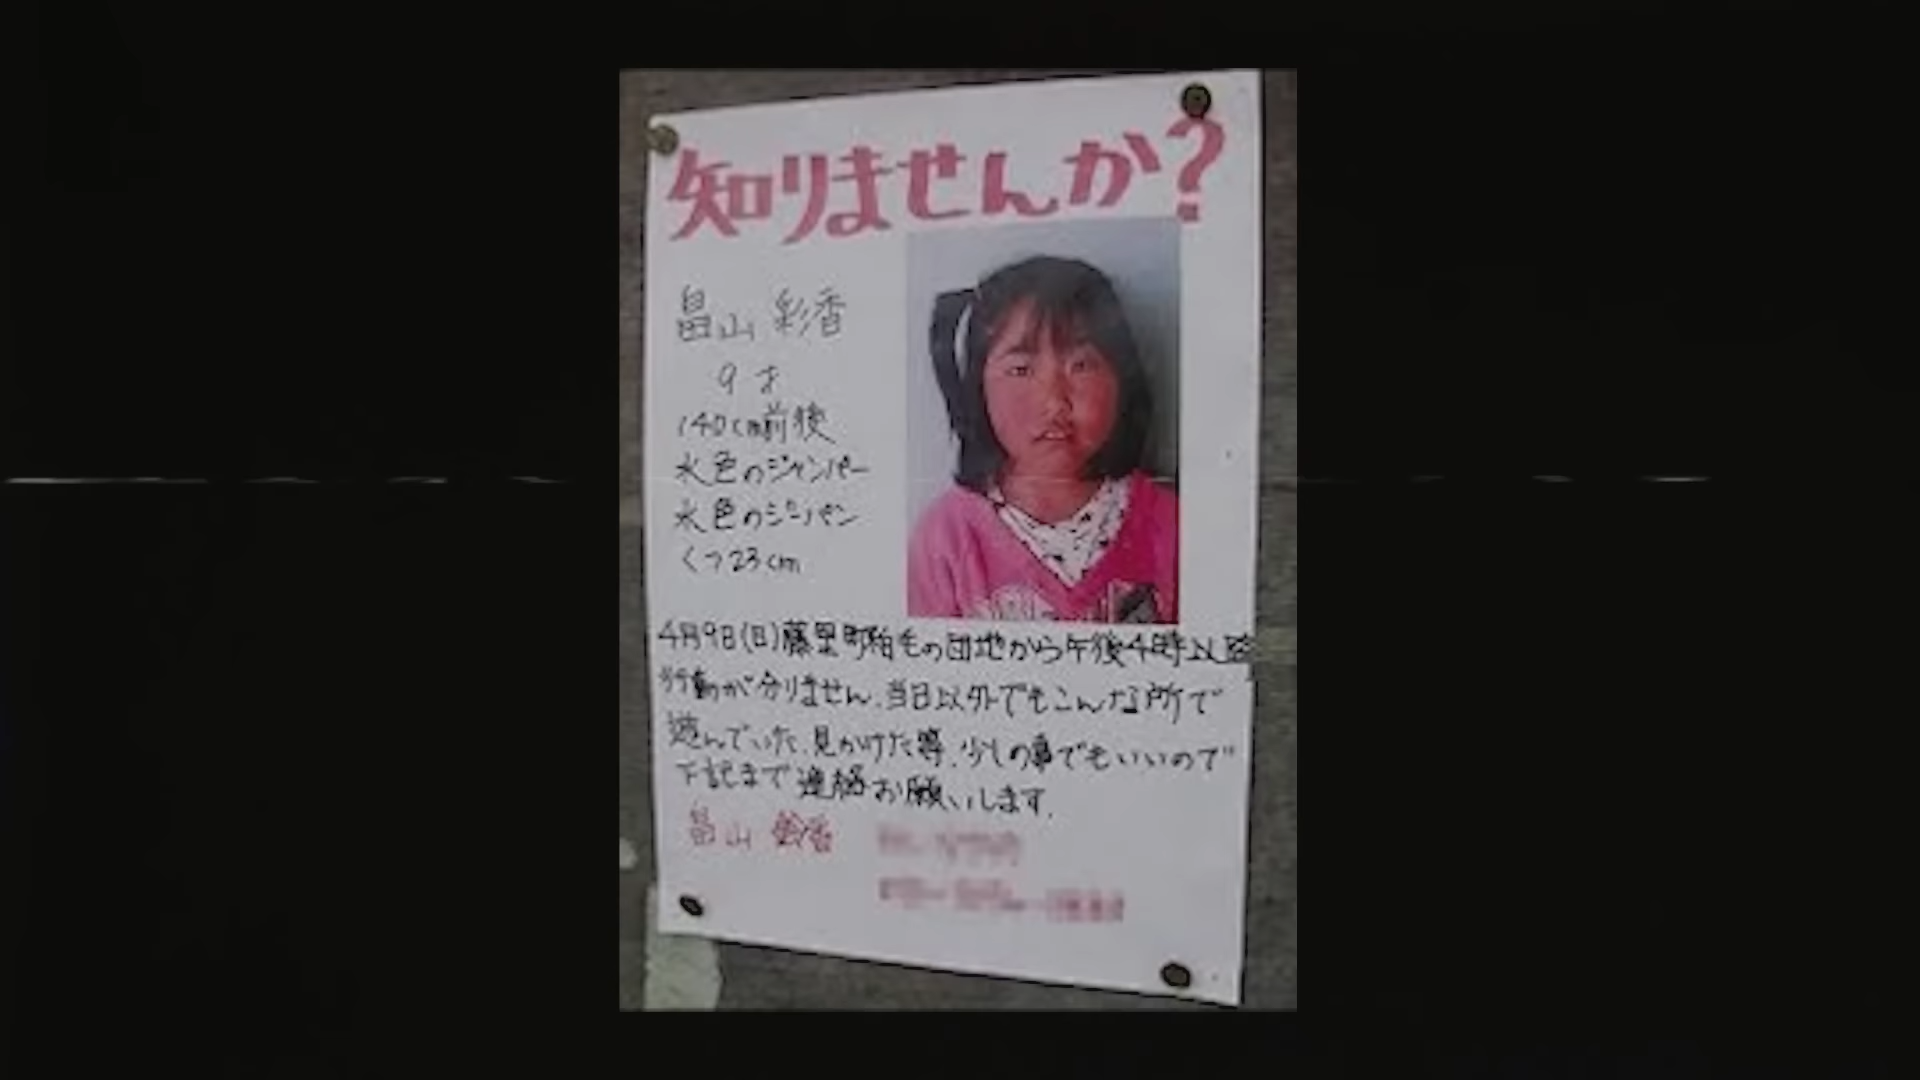 知りませんか?
畠山 彩香
9才
140cm前後
水色のジャンパー
水色のジーパン
くつ23cm
4月9日(日)藤里町粕毛の団地から午後4時以降
行動が分りません.当日以外でもこんな所で
遊んでいた.見かけた等.少しの事でもいいので
下記まで連絡お願いします.
畠山 鈴香